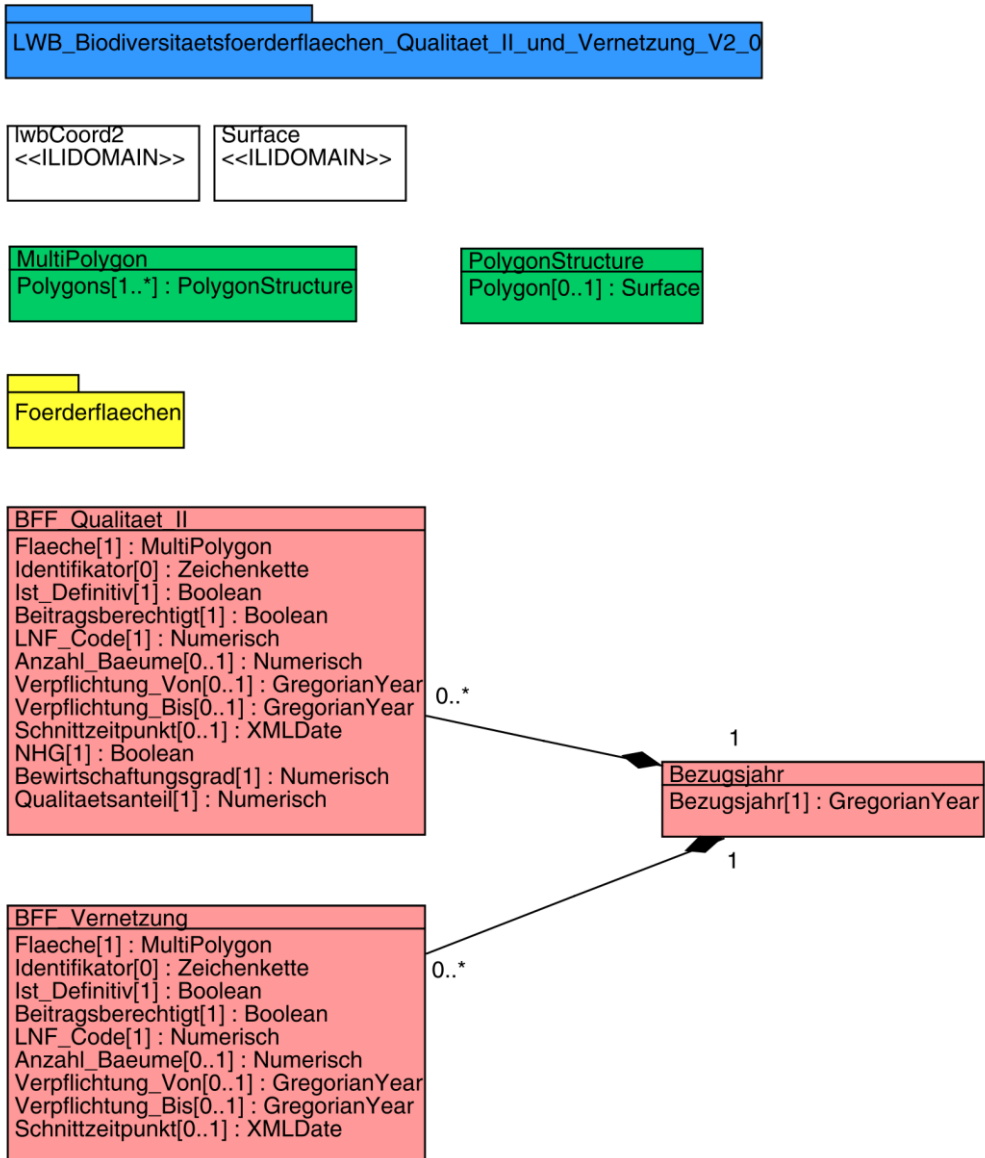 LWB_Biodiversitaetsfoerderflaechen_Qualitaet_II_und_Vernetzung_V2_0
lwbCoord2
<<ILIDOMAIN>>
Surface
<<ILIDOMAIN>>
MultiPolygon
Polygons[1..*] : PolygonStructure
PolygonStructure
Polygon[0..1] : Surface
Foerderflaechen
BFF_Qualitaet_II
Flaeche[1] : MultiPolygon
Identifikator[0] : Zeichenkette
Ist_Definitiv[1] : Boolean
Beitragsberechtigt[1] : Boolean
LNF_Code[1] : Numerisch
Anzahl_Baeume[0..1] : Numerisch
Verpflichtung_Von[0..1] : GregorianYear
Verpflichtung_Bis[0..1] : GregorianYear
Schnittzeitpunkt[0..1] : XMLDate
NHG[1] : Boolean
Bewirtschaftungsgrad[1] : Numerisch
Qualitaetsanteil[1] : Numerisch
0..*
1
Bezugsjahr
Bezugsjahr[1] : GregorianYear
1
0..*
BFF_Vernetzung
Flaeche[1] : MultiPolygon
Identifikator[0] : Zeichenkette
Ist_Definitiv[1] : Boolean
Beitragsberechtigt[1] : Boolean
LNF_Code[1] : Numerisch
Anzahl_Baeume[0..1] : Numerisch
Verpflichtung_Von[0..1] : GregorianYear
Verpflichtung_Bis[0..1] : GregorianYear
Schnittzeitpunkt[0..1] : XMLDate